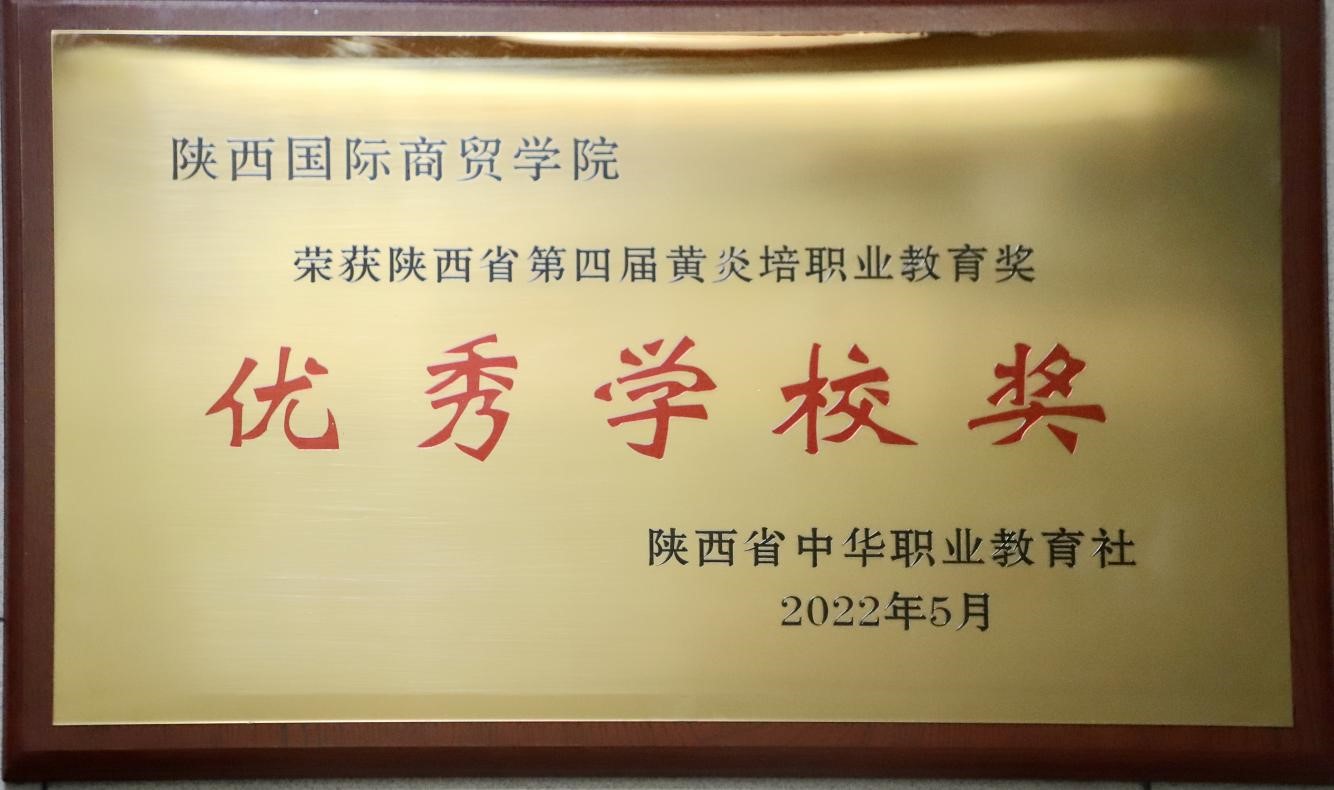 陕西国际商贸学院
荣获陕西省第四届黄炎培职业教育奖
优秀学校奖
陕西省中华职业教育社
2022年5月